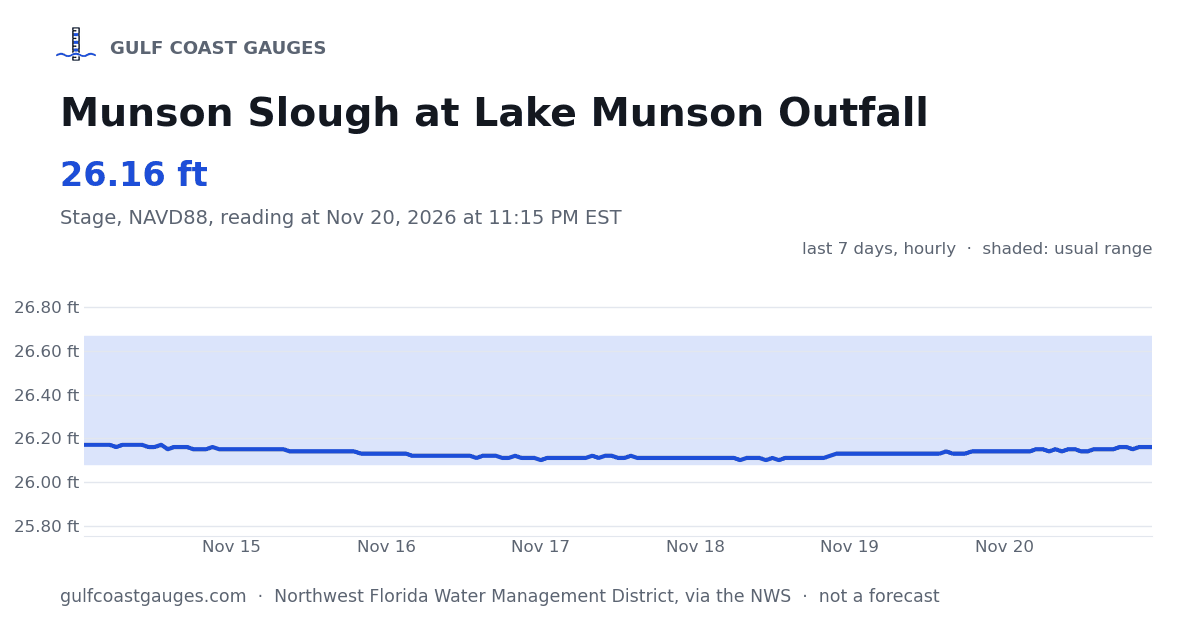 GULF COAST GAUGES
Munson Slough at Lake Munson Outfall
26.16 ft
Stage, NAVD88, reading at Nov 20, 2026 at 11:15 PM EST
last 7 days, hourly · shaded: usual range
26.80 ft
26.60 ft
26.40 ft
26.20 ft
26.00 ft
25.80 ft
Nov 15 Nov 16 Nov 17 Nov 18 Nov 19 Nov 20
gulfcoastgauges.com · Northwest Florida Water Management District, via the NWS · not a forecast